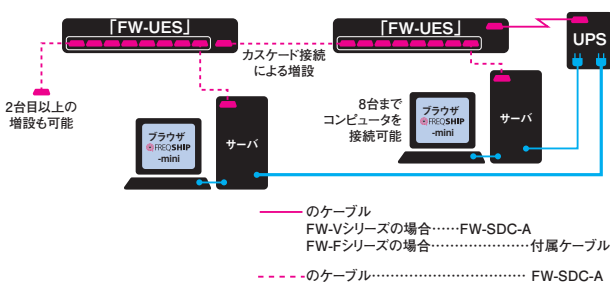 「FW-UES」
「FW-UES」
UPS
カスケード接続
による増設
2台目以上の
増設も可能
ブラウザ
FREQSHIP
-mini
サーバ
8台まで
コンピュータを
接続可能
ブラウザ
FREQSHIP
-mini
サーバ
のケーブル
FW-Vシリーズの場合……FW-SDC-A
FW-Fシリーズの場合…………………付属ケーブル
のケーブル…………………………… FW-SDC-A